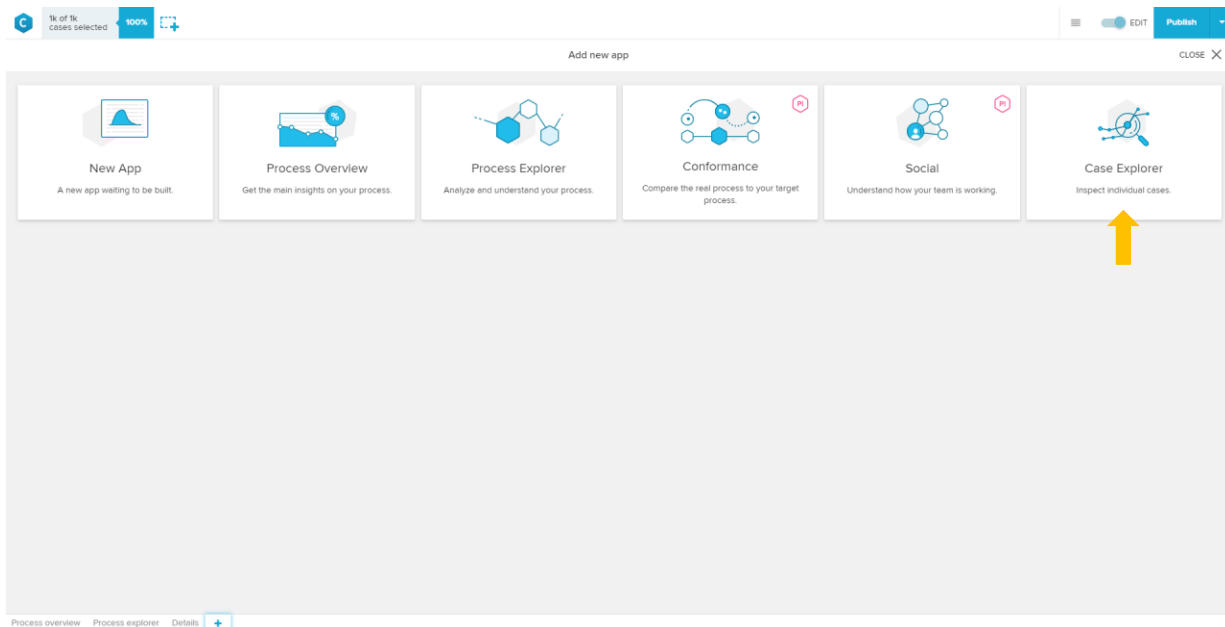 C
1k of 1k
cases selected
100%
EDIT
Publish
Add new app
CLOSE
%
PI
PI
New App
Process Overview
Process Explorer
Conformance
Social
Case Explorer
A new app waiting to be built.
Get the main insights on your process.
Analyze and understand your process.
Compare the real process to your target
process.
Understand how your team is working.
Inspect individual cases.
Process overview
Process explorer
Details
+